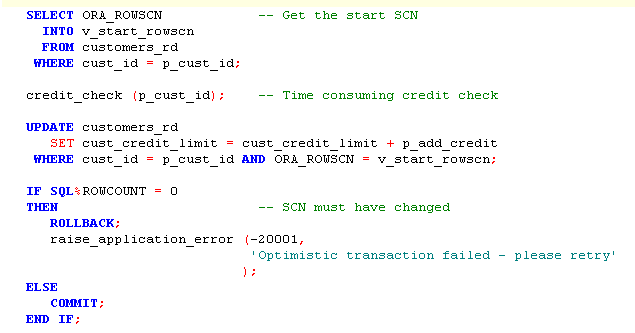 SELECT ORA_ROWSCN             -- Get the start SCN
  INTO v_start_rowscn
  FROM customers_rd
 WHERE cust_id = p_cust_id;

credit_check (p_cust_id);    -- Time consuming credit check

UPDATE customers_rd
   SET cust_credit_limit = cust_credit_limit + p_add_credit
 WHERE cust_id = p_cust_id AND ORA_ROWSCN = v_start_rowscn;

IF SQL%ROWCOUNT = 0
THEN                         -- SCN must have changed
   ROLLBACK;
   raise_application_error (-20001,
                            'Optimistic transaction failed - please retry'
                           );
ELSE
   COMMIT;
END IF;